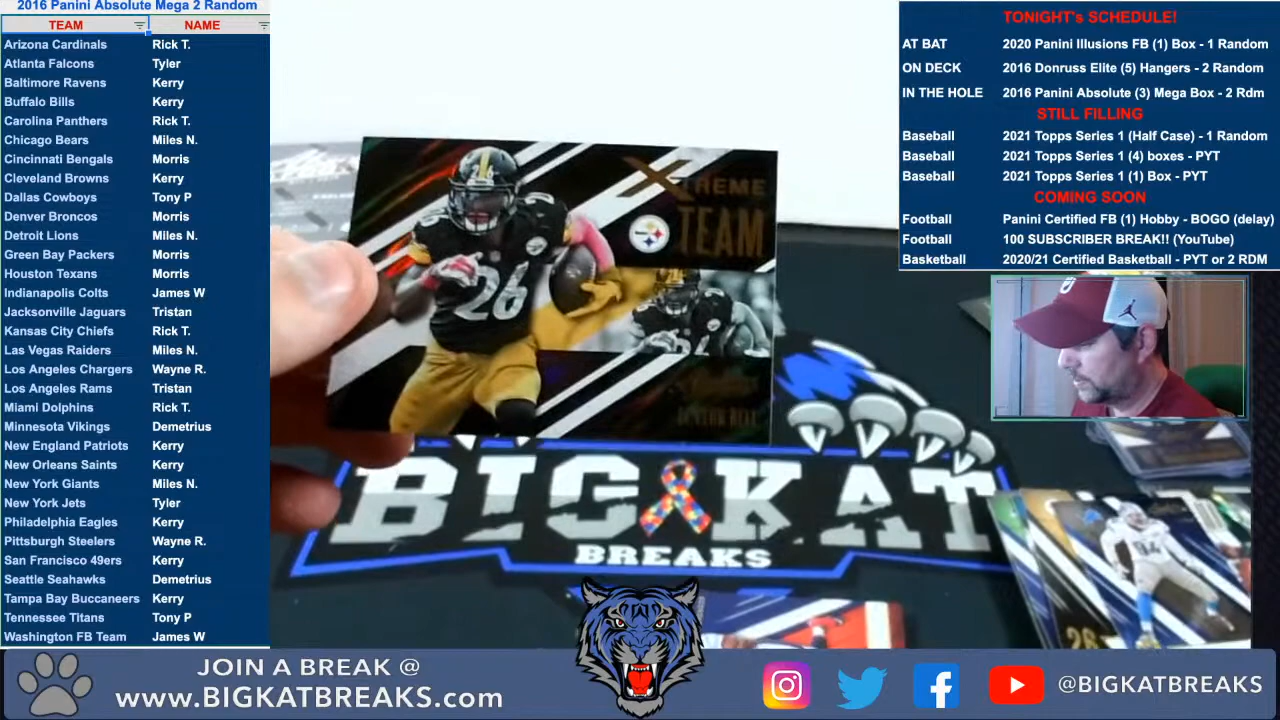 2016 Panini Absolute Mega 2 Random
TEAM NAME
Arizona Cardinals Rick T.
Atlanta Falcons Tyler
Baltimore Ravens Kerry
Buffalo Bills Kerry
Carolina Panthers Rick T.
Chicago Bears Miles N.
Cincinnati Bengals Morris
Cleveland Browns Kerry
Dallas Cowboys Tony P
Denver Broncos Morris
Detroit Lions Miles N.
Green Bay Packers Morris
Houston Texans Morris
Indianapolis Colts James W
Jacksonville Jaguars Tristan
Kansas City Chiefs Rick T.
Las Vegas Raiders Miles N.
Los Angeles Chargers Wayne R.
Los Angeles Rams Tristan
Miami Dolphins Rick T.
Minnesota Vikings Demetrius
New England Patriots Kerry
New Orleans Saints Kerry
New York Giants Miles N.
New York Jets Tyler
Philadelphia Eagles Kerry
Pittsburgh Steelers Wayne R.
San Francisco 49ers Kerry
Seattle Seahawks Demetrius
Tampa Bay Buccaneers Kerry
Tennessee Titans Tony P
Washington FB Team James W
TONIGHT's SCHEDULE!
AT BAT 2020 Panini Illusions FB (1) Box - 1 Random
ON DECK 2016 Donruss Elite (5) Hangers - 2 Random
IN THE HOLE 2016 Panini Absolute (3) Mega Box - 2 Rdm
STILL FILLING
Baseball 2021 Topps Series 1 (Half Case) - 1 Random
Baseball 2021 Topps Series 1 (4) boxes - PYT
Baseball 2021 Topps Series 1 (1) Box - PYT
COMING SOON
Football Panini Certified FB (1) Hobby - BOGO (delay)
Football 100 SUBSCRIBER BREAK!! (YouTube)
Basketball 2020/21 Certified Basketball - PYT or 2 RDM
XTREME
TEAM
26
26
BIG KAT
BREAKS
94
26
JOIN A BREAK @
www.BIGKATBREAKS.com
@BIGKATBREAKS